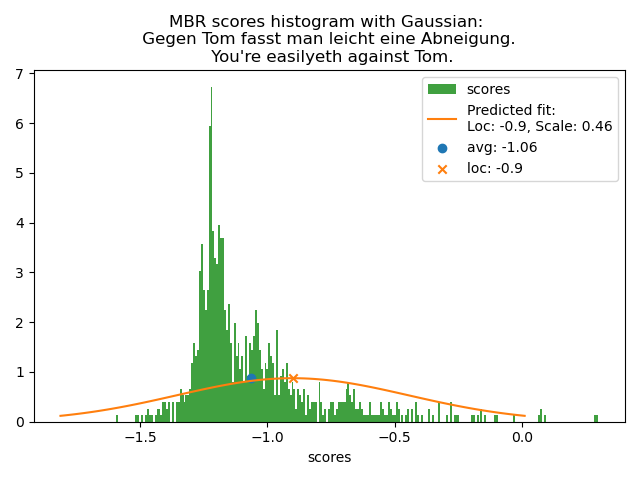 MBR scores histogram with Gaussian:
Gegen Tom fasst man leicht eine Abneigung.
You're easilyeth against Tom.
7
6
5
4
3
2
1
0
−1.5
−1.0
−0.5
0.0
scores
scores
Predicted fit:
Loc: -0.9, Scale: 0.46
avg: -1.06
loc: -0.9